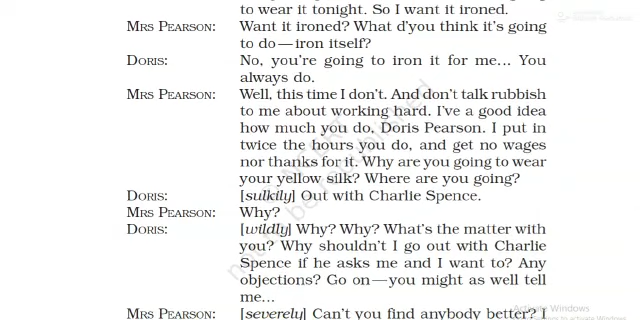 to wear it tonight. So I want it ironed.
MRS PEARSON: Want it ironed? What d'you think it's going
to do—iron itself?
DORIS: No, you're going to iron it for me... You
always do.
MRS PEARSON: Well, this time I don't. And don't talk rubbish
to me about working hard. I've a good idea
how much you do, Doris Pearson. I put in
twice the hours you do, and get no wages
nor thanks for it. Why are you going to wear
your yellow silk? Where are you going?
DORIS: [sulkily] Out with Charlie Spence.
MRS PEARSON: Why?
DORIS: [wildly] Why? Why? What's the matter with
you? Why shouldn't I go out with Charlie
Spence if he asks me and I want to? Any
objections? Go on—you might as well tell
me...
MRS PEARSON: [severely] Can't you find anybody better? I
Activate Windows